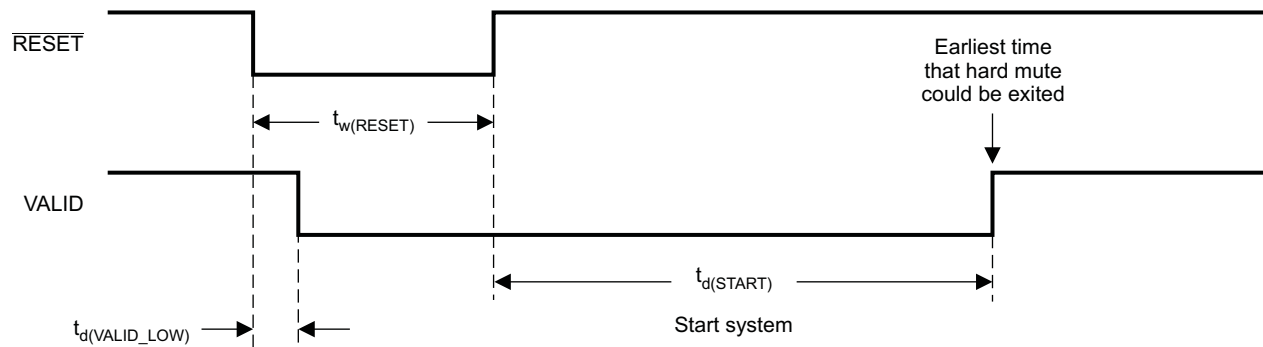 RESET
Earliest time
that hard mute
could be exited
tw(RESET)
VALID
td(START)
td(VALID_LOW)
Start system